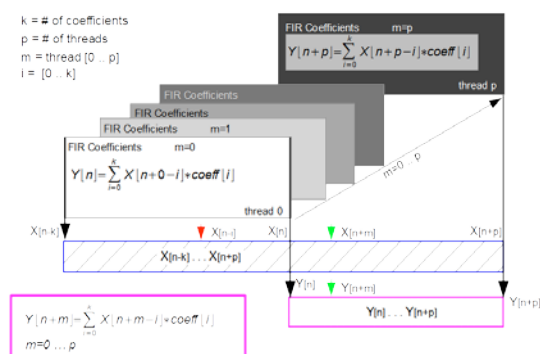 k = # of coefficients
p = # of threads
m = thread [0 .. p]
i = [0 .. k]
FIR Coefficients m=p
Y[n+p]=∑ i=0 k X[n+p-i]*coeff[i]
thread p
FIR Coefficients
FIR Coefficients
FIR Coefficients m=1
FIR Coefficients m=0
Y[n]=∑ i=0 k X[n+0-i]*coeff[i]
thread 0
m=0 ... p
X[n-k] X[n-i] X[n] X[n+m] X[n+p]
X[n-k] . . . X[n+p]
Y[n] Y[n+m] Y[n+p]
Y[n] . . . Y[n+p]
Y[n+m]=∑ i=0 k X[n+m-i]*coeff[i]
m=0 ... p